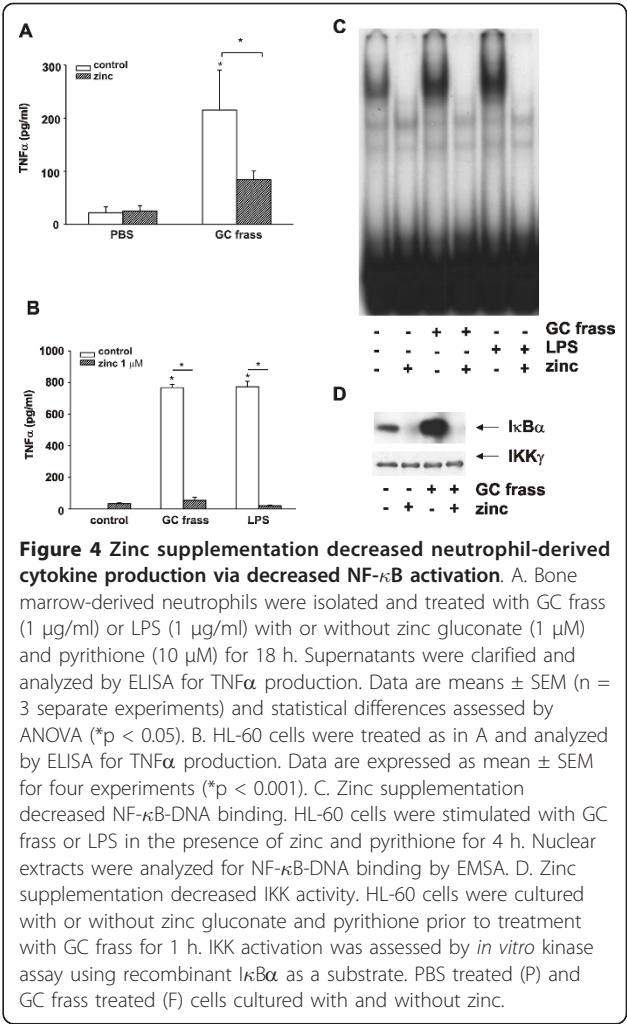 A
control
zinc
*
*
300
200
100
0
TNFα (pg/ml)
PBS
GC frass
B
control
zinc 1 μM
*
*
*
*
1000
800
600
400
200
0
TNFα (pg/ml)
control
GC frass
LPS
C
- - + + - - GC frass
- - - - + + LPS
- + - + - + zinc
D
← IκBα
← IKKγ
- - + + GC frass
- + - + zinc
Figure 4 Zinc supplementation decreased neutrophil-derived
cytokine production via decreased NF-κB activation. A. Bone
marrow-derived neutrophils were isolated and treated with GC frass
(1 μg/ml) or LPS (1 μg/ml) with or without zinc gluconate (1 μM)
and pyrithione (10 μM) for 18 h. Supernatants were clarified and
analyzed by ELISA for TNFα production. Data are means ± SEM (n =
3 separate experiments) and statistical differences assessed by
ANOVA (*p < 0.05). B. HL-60 cells were treated as in A and analyzed
by ELISA for TNFα production. Data are expressed as mean ± SEM
for four experiments (*p < 0.001). C. Zinc supplementation
decreased NF-κB-DNA binding. HL-60 cells were stimulated with GC
frass or LPS in the presence of zinc and pyrithione for 4 h. Nuclear
extracts were analyzed for NF-κB-DNA binding by EMSA. D. Zinc
supplementation decreased IKK activity. HL-60 cells were cultured
with or without zinc gluconate and pyrithione prior to treatment
with GC frass for 1 h. IKK activation was assessed by in vitro kinase
assay using recombinant IκBα as a substrate. PBS treated (P) and
GC frass treated (F) cells cultured with and without zinc.